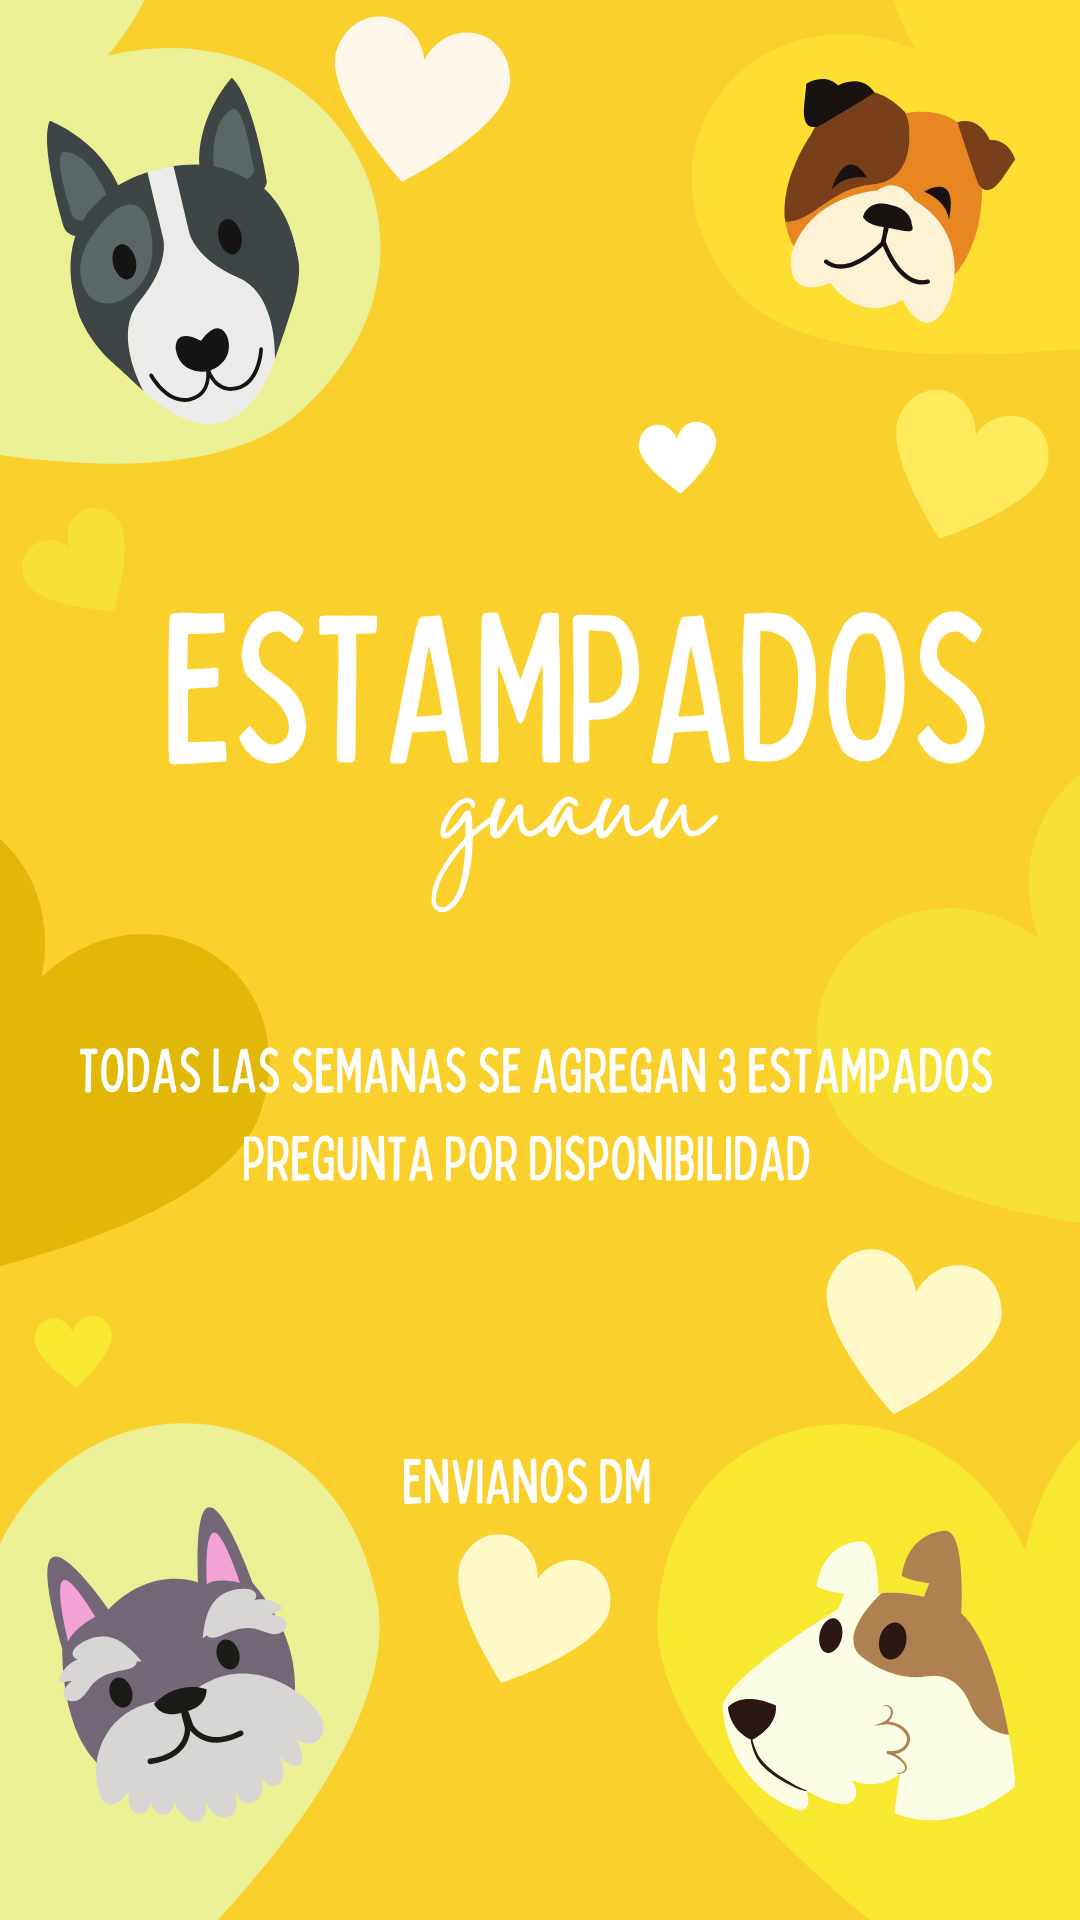 ESTAMPADOS
guauu
TODAS LAS SEMANAS SE AGREGAN 3 ESTAMPADOS
PREGUNTA POR DISPONIBILIDAD
ENVIANOS DM